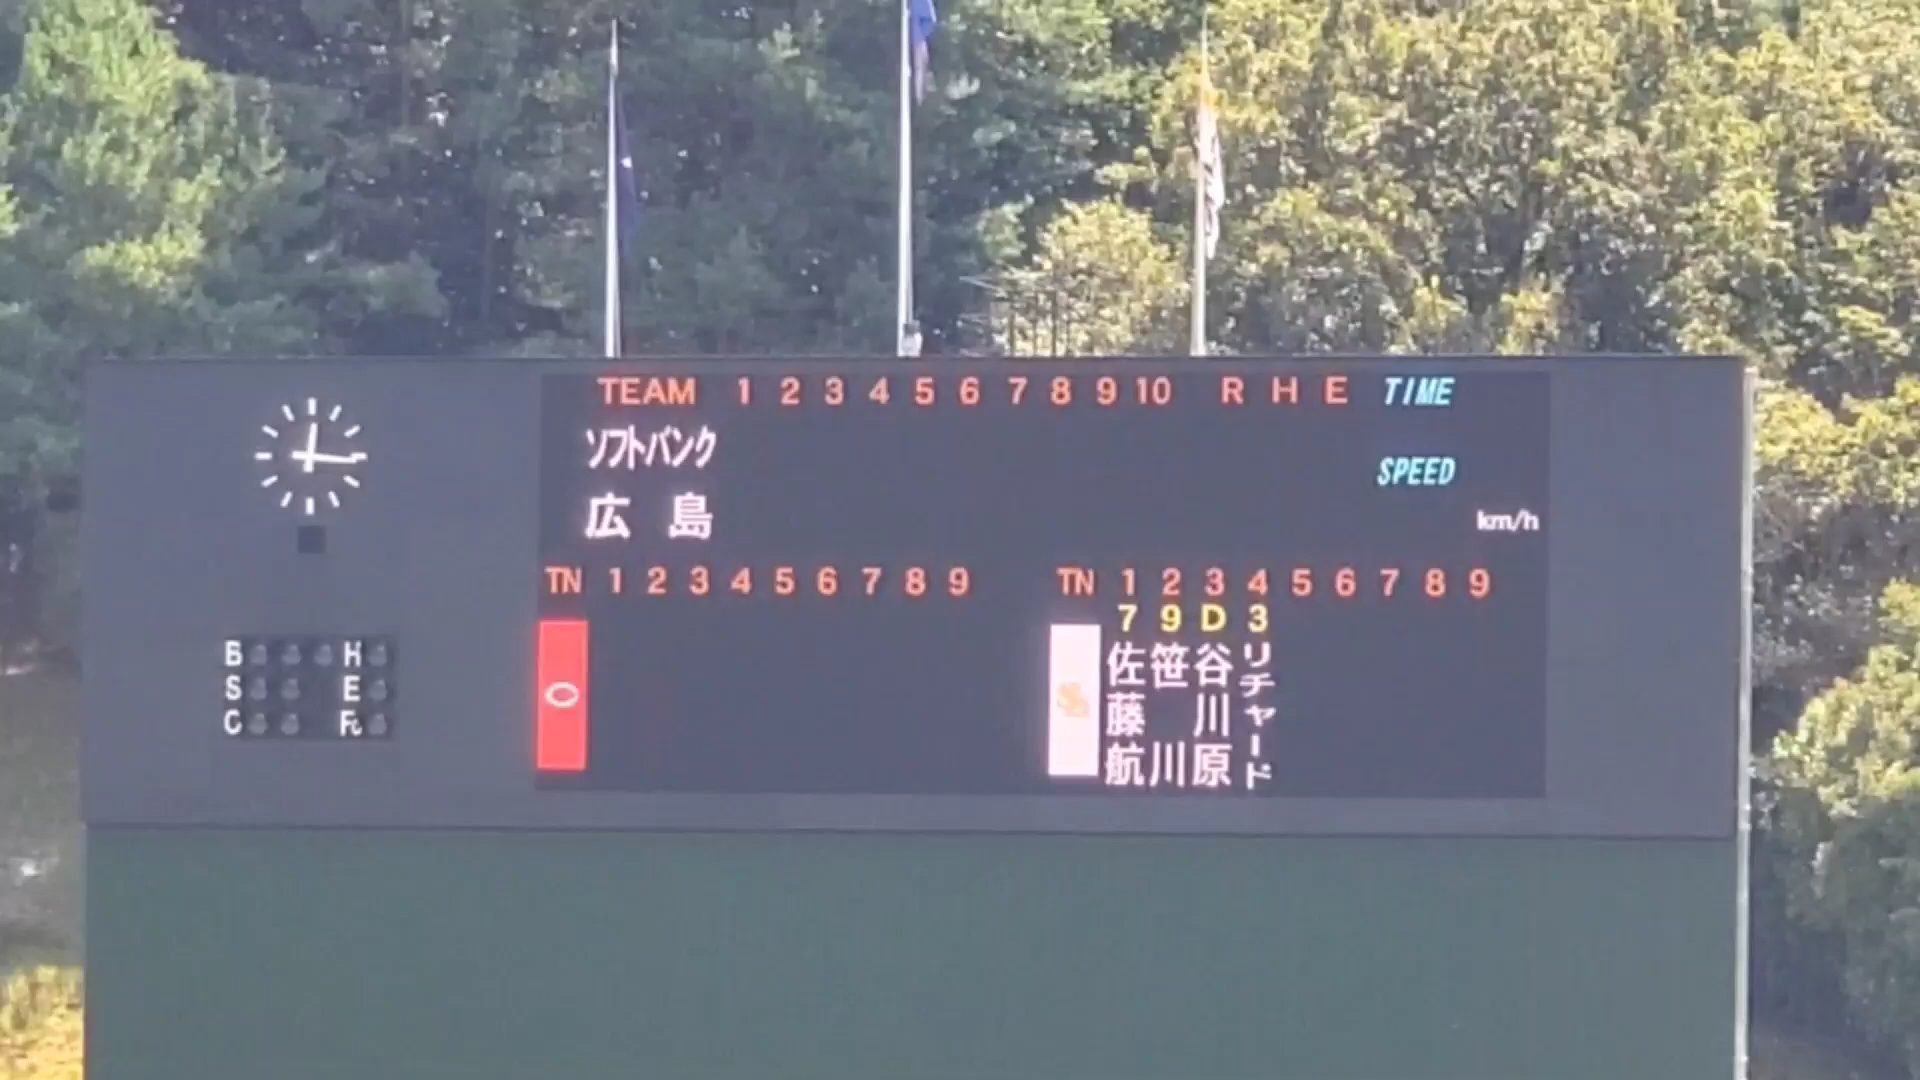 TEAM 1 2 3 4 5 6 7 8 9 10 R H E TIME
ソフトバンク
SPEED
広島
km/h
TN 1 2 3 4 5 6 7 8 9
TN 1 2 3 4 5 6 7 8 9
7 9 D 3
佐藤航
笹川
谷川原
リチャード
B H
S E
O Fc